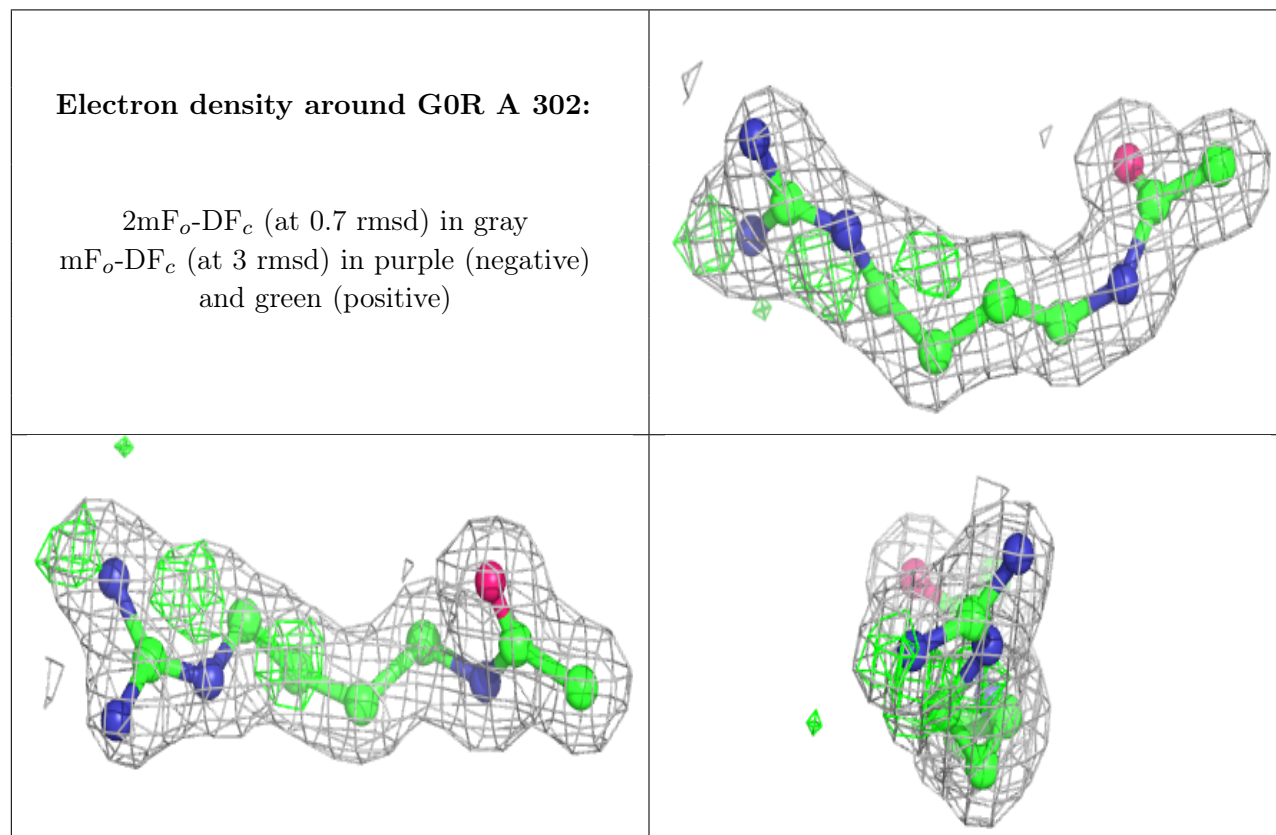 Electron density around G0R A 302:
2mFo-DFc (at 0.7 rmsd) in gray
mFo-DFc (at 3 rmsd) in purple (negative)
and green (positive)